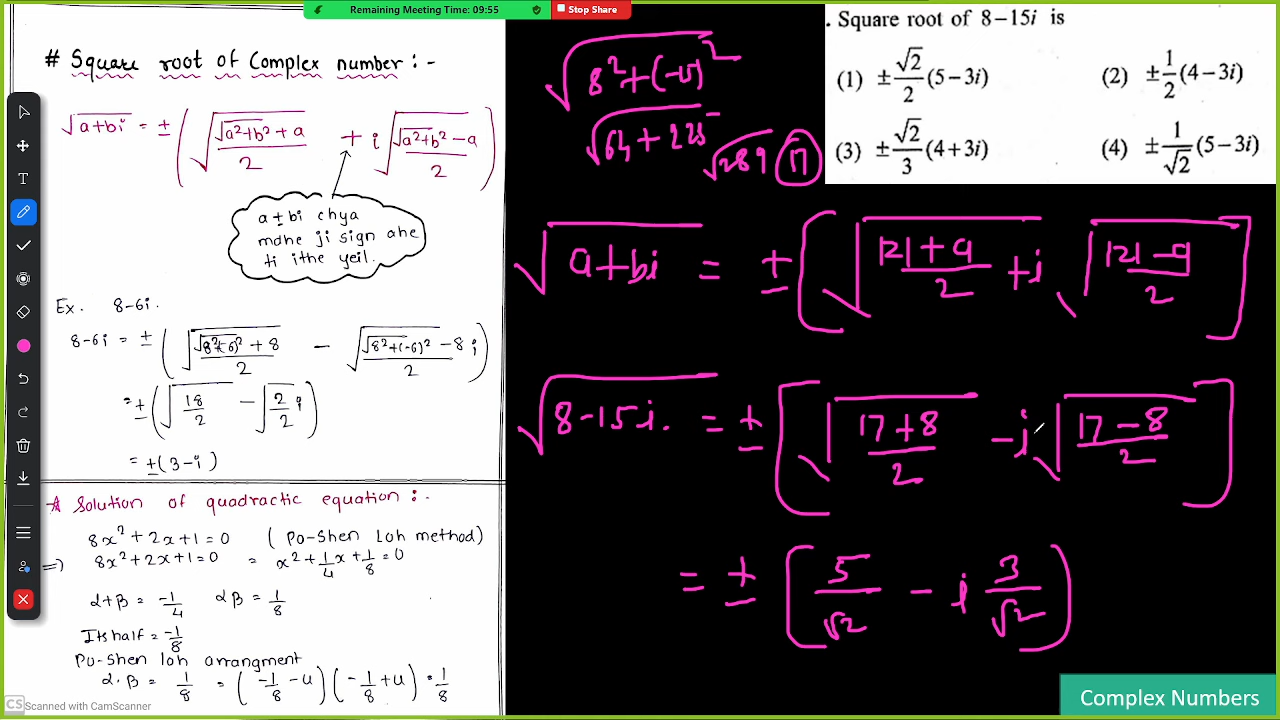 Remaining Meeting Time: 09:55
Stop Share
# Square root of Complex number :-
√(a+bi) = ± ( √((√(a²+b²) + a)/2) + i √((√(a²+b²) - a)/2) )
a±bi chya
madhe ji sign ahe
ti ithe yeil.
Ex. 8-6i.
8-6i = ± ( √((√(8²+(-6)²) + 8)/2) - √((√(8²+(-6)²) - 8)/2) i )
= ± ( √(18/2) - √(2/2) i )
= ±(3-i)
Solution of quadractic equation :-
8x²+2x+1=0 ( Po-Shen Loh method)
=> 8x²+2x+1=0 = x²+1/4x+1/8=0
α+β = -1/4 αβ = 1/8
Its half = -1/8
Po-Shen loh arrangment
α.β = 1/8 = (-1/8 - u) (-1/8 + u) = 1/8
CS Scanned with CamScanner
√(8²+(-15)²)
√(64+225)
√289 17
. Square root of 8-15i is
(1) ± √2/2 (5-3i)
(2) ± 1/2 (4-3i)
(3) ± √2/3 (4+3i)
(4) ± 1/√2 (5-3i)
√(a+bi) = ± [ √((|z|+a)/2) + i √((|z|-a)/2) ]
√(8-15i.) = ± [ √((17+8)/2) - i √((17-8)/2) ]
= ± [ 5/√2 - i 3/√2 ]
Complex Numbers